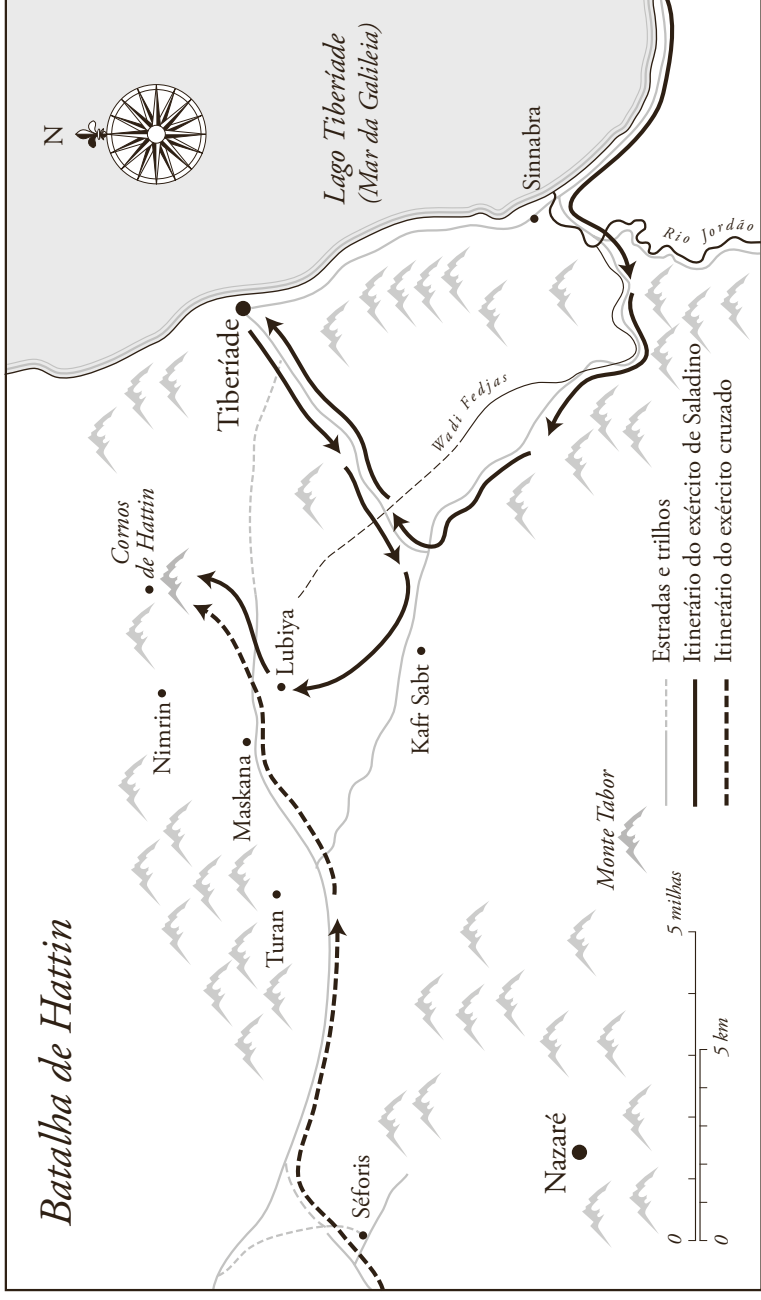 Batalha de Hattin
N
Lago Tiberíade
(Mar da Galileia)
Cornos
de Hattin
Nimrin
Tiberíade
Maskana
Lubiya
Turan
Wadi Fedjas
Sinnabra
Séforis
Kafr Sabt
Rio Jordão
Nazaré
Monte Tabor
Estradas e trilhos
Itinerário do exército de Saladino
Itinerário do exército cruzado
0 5 milhas
0 5 km